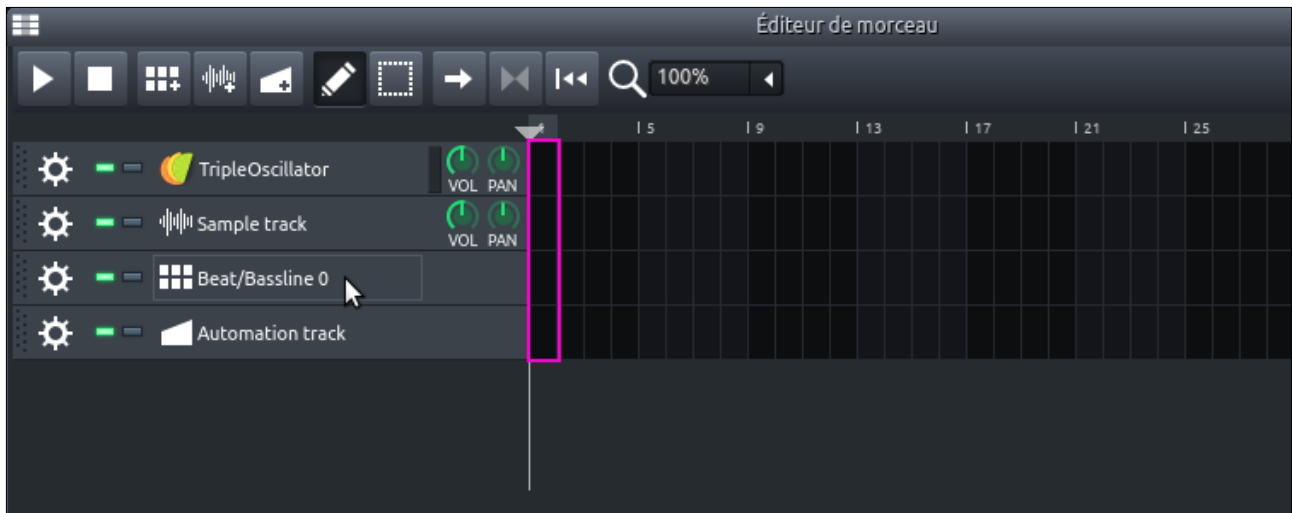 Éditeur de morceau
100%
5 9 13 17 21 25
TripleOscillator VOL PAN
Sample track VOL PAN
Beat/Bassline 0
Automation track